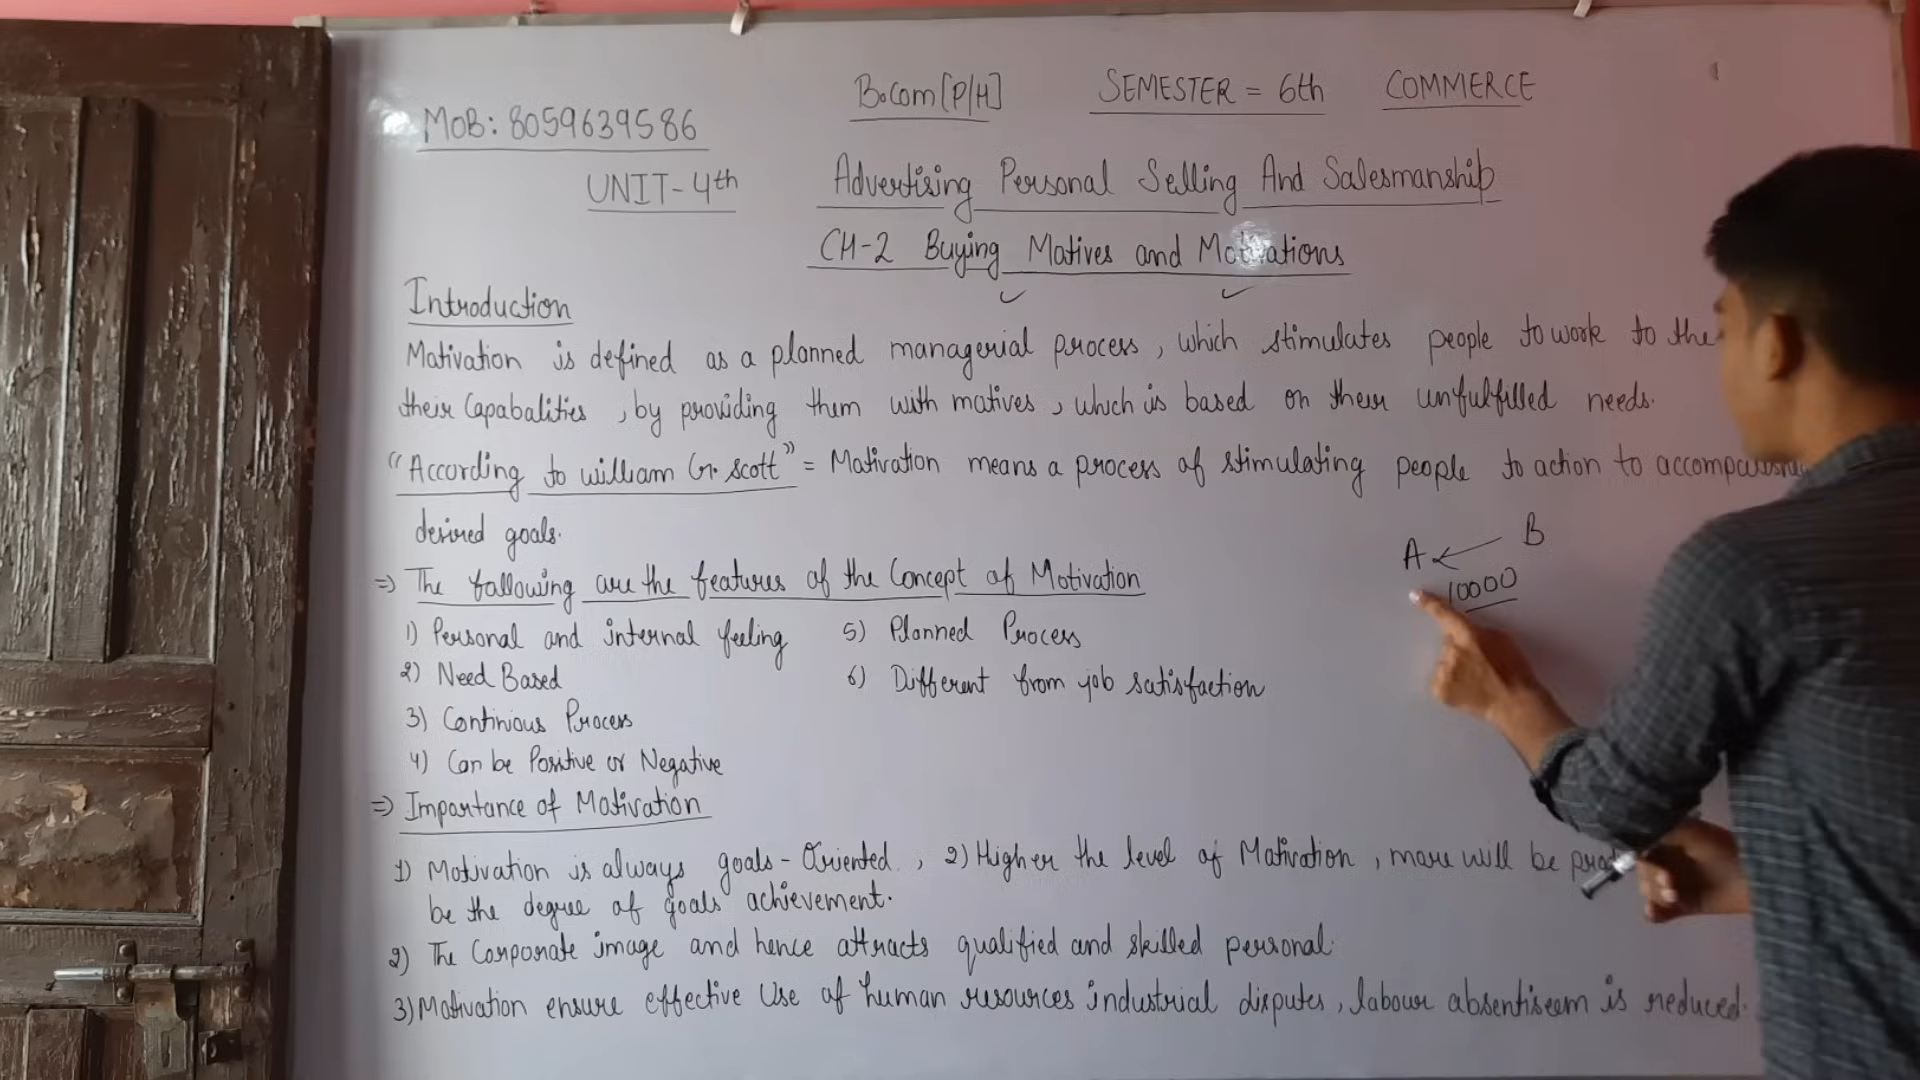 B.Com [P/H] SEMESTER = 6th COMMERCE
MOB: 8059639586
UNIT-4th Advertising Personal Selling And Salesmanship
CH-2 Buying Motives and Motivations
Introduction
Motivation is defined as a planned managerial process, which stimulates people to work to the
their Capabalities, by providing them with motives, which is based on their unfulfilled needs.
"According to william G. scott" = Motivation means a process of stimulating people to action to
desired goals.
A ← B
10000
⇒ The following are the features of the Concept of Motivation
1) Personal and internal feeling 5) Planned Process
2) Need Based 6) Different from job satisfaction
3) Continious Process
4) Can be Positive or Negative
⇒ Importance of Motivation
1) Motivation is always goals-Oriented, 2) Higher the level of Motivation, more will be
be the degree of goals achievement.
2) The Corporate image and hence attracts qualified and skilled personal.
3) Motivation ensure effective Use of human resources industrial disputes, labour absentiseem is reduced.